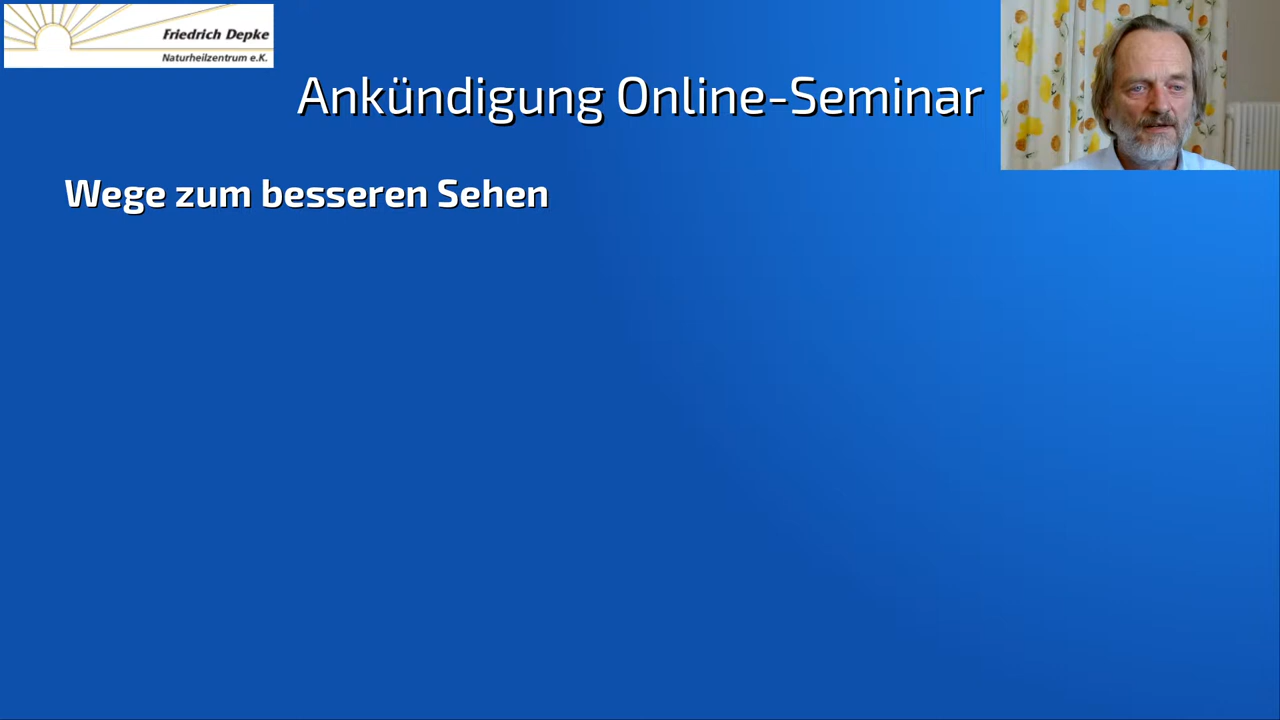 Friedrich Depke
Naturheilzentrum e.K.
Ankündigung Online-Seminar
Wege zum besseren Sehen